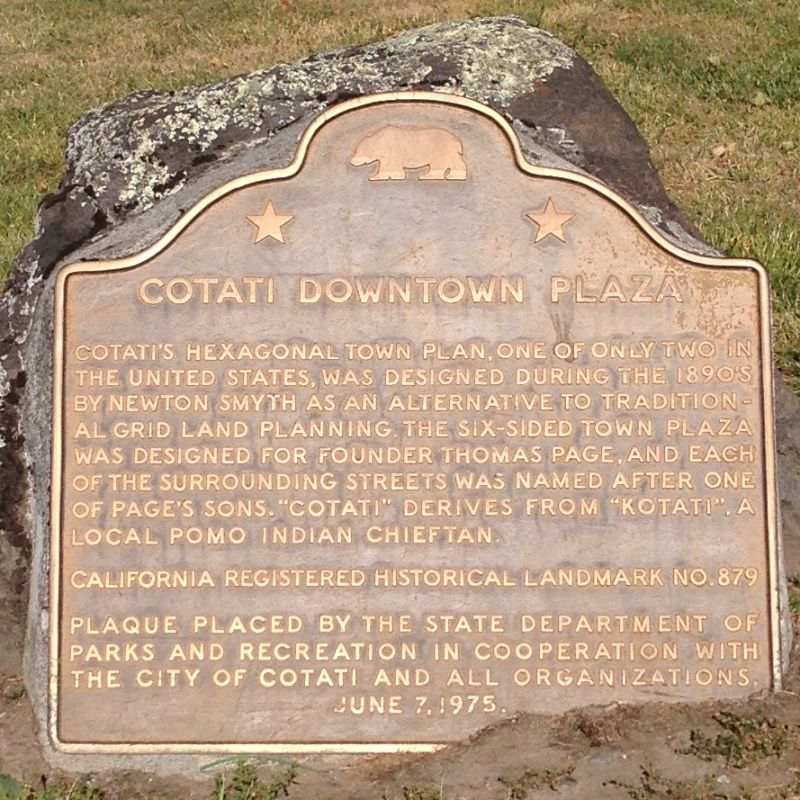 COTATI DOWNTOWN PLAZA
COTATI'S HEXAGONAL TOWN PLAN, ONE OF ONLY TWO IN
THE UNITED STATES, WAS DESIGNED DURING THE 1890'S
BY NEWTON SMYTH AS AN ALTERNATIVE TO TRADITION-
AL GRID LAND PLANNING. THE SIX-SIDED TOWN PLAZA
WAS DESIGNED FOR FOUNDER THOMAS PAGE, AND EACH
OF THE SURROUNDING STREETS WAS NAMED AFTER ONE
OF PAGE'S SONS. "COTATI" DERIVES FROM "KOTATI", A
LOCAL POMO INDIAN CHIEFTAN.
CALIFORNIA REGISTERED HISTORICAL LANDMARK NO. 879
PLAQUE PLACED BY THE STATE DEPARTMENT OF
PARKS AND RECREATION IN COOPERATION WITH
THE CITY OF COTATI AND ALL ORGANIZATIONS,
JUNE 7, 1975.